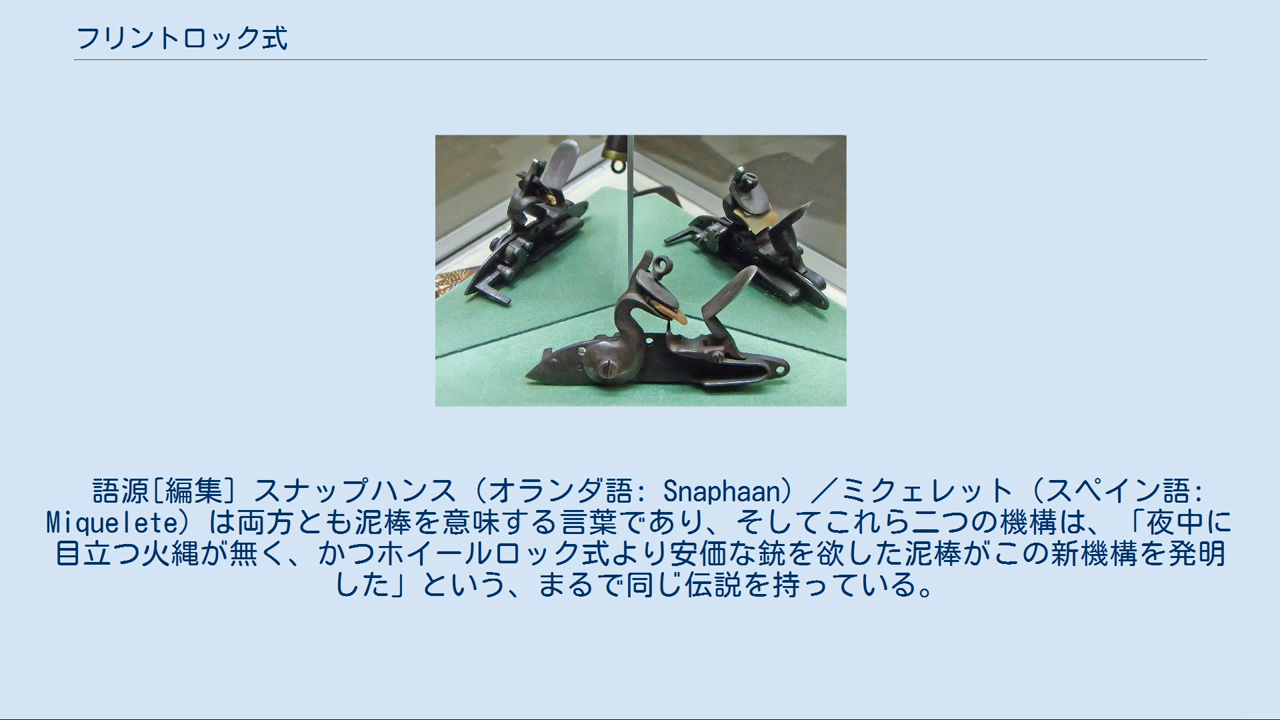 フリントロック式
語源[編集] スナップハンス（オランダ語: Snaphaan）／ミクェレット（スペイン語:
Miquelete）は両方とも泥棒を意味する言葉であり、そしてこれら二つの機構は、「夜中に
目立つ火縄が無く、かつホイールロック式より安価な銃を欲した泥棒がこの新機構を発明
した」という、まるで同じ伝説を持っている。